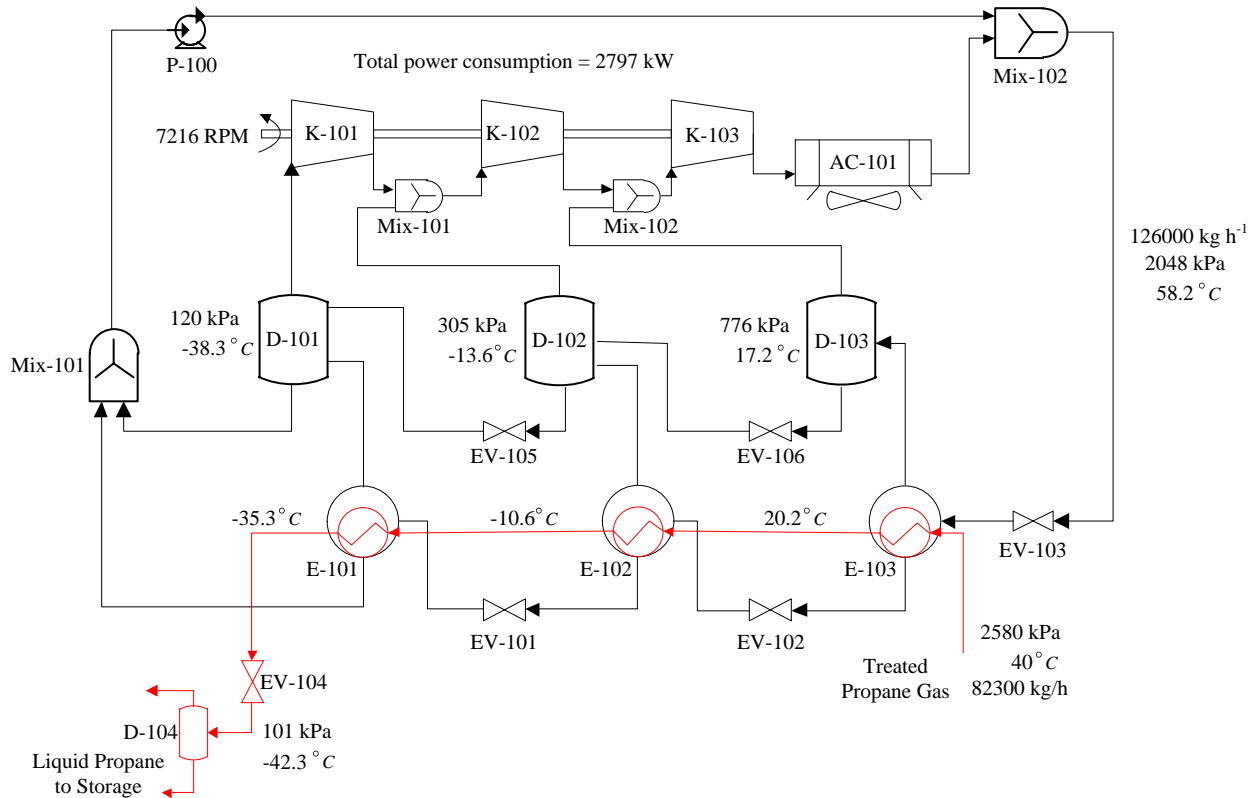 P-100
Total power consumption = 2797 kW
Mix-102
7216 RPM
K-101
K-102
K-103
AC-101
Mix-101
Mix-102
126000 kg h⁻¹
2048 kPa
58.2°C
120 kPa
-38.3°C
D-101
305 kPa
-13.6°C
D-102
776 kPa
17.2°C
D-103
Mix-101
EV-105
EV-106
-35.3°C
-10.6°C
20.2°C
EV-103
E-101
E-102
E-103
EV-101
EV-102
2580 kPa
40°C
82300 kg/h
Treated
Propane Gas
EV-104
D-104
101 kPa
-42.3°C
Liquid Propane
to Storage